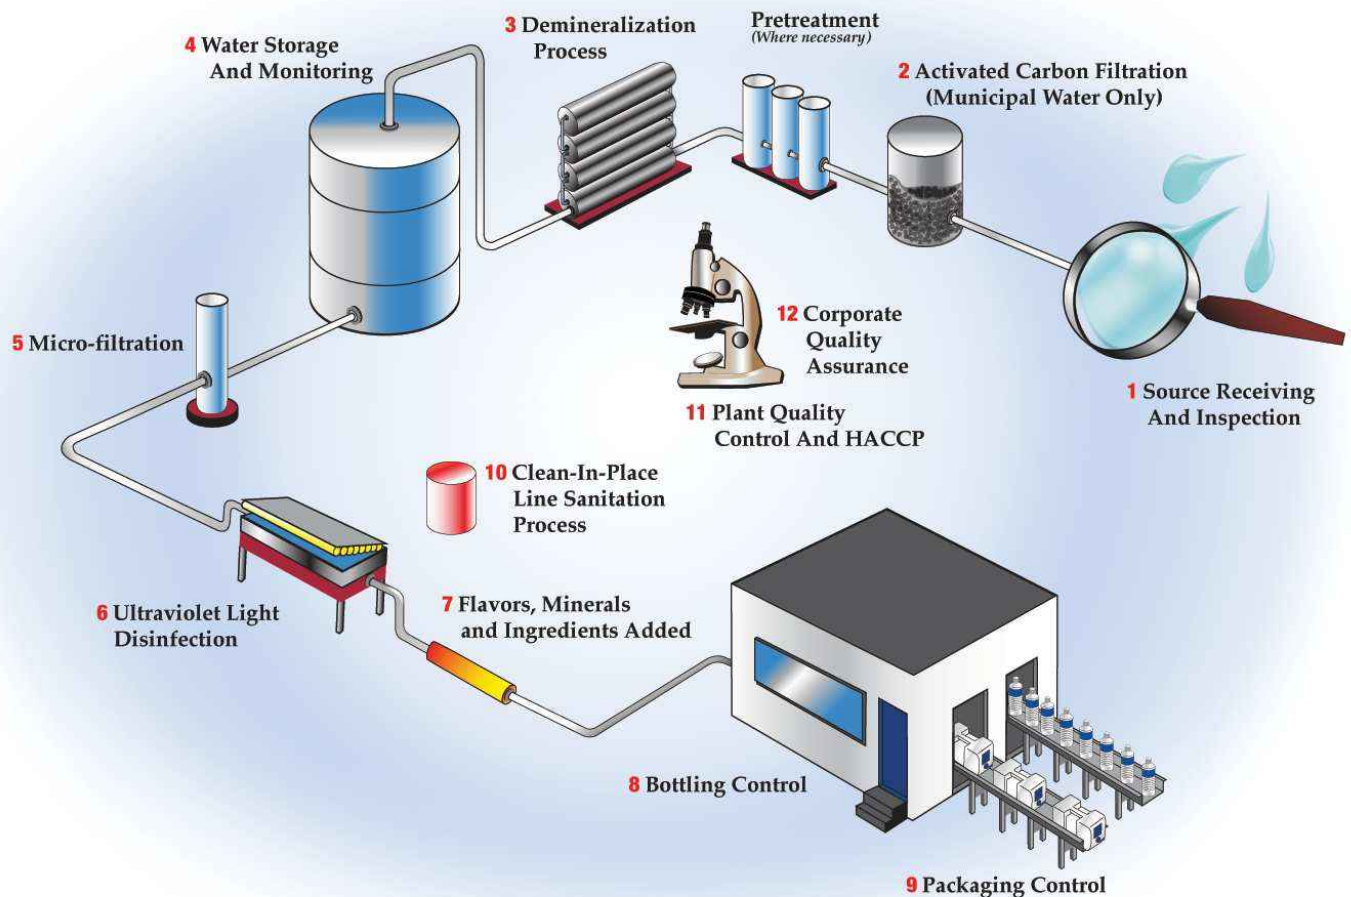 1 Source Receiving
And Inspection
2 Activated Carbon Filtration
(Municipal Water Only)
Pretreatment
(Where necessary)
3 Demineralization
Process
4 Water Storage
And Monitoring
5 Micro-filtration
6 Ultraviolet Light
Disinfection
7 Flavors, Minerals
and Ingredients Added
8 Bottling Control
9 Packaging Control
10 Clean-In-Place
Line Sanitation
Process
11 Plant Quality
Control And HACCP
12 Corporate
Quality
Assurance